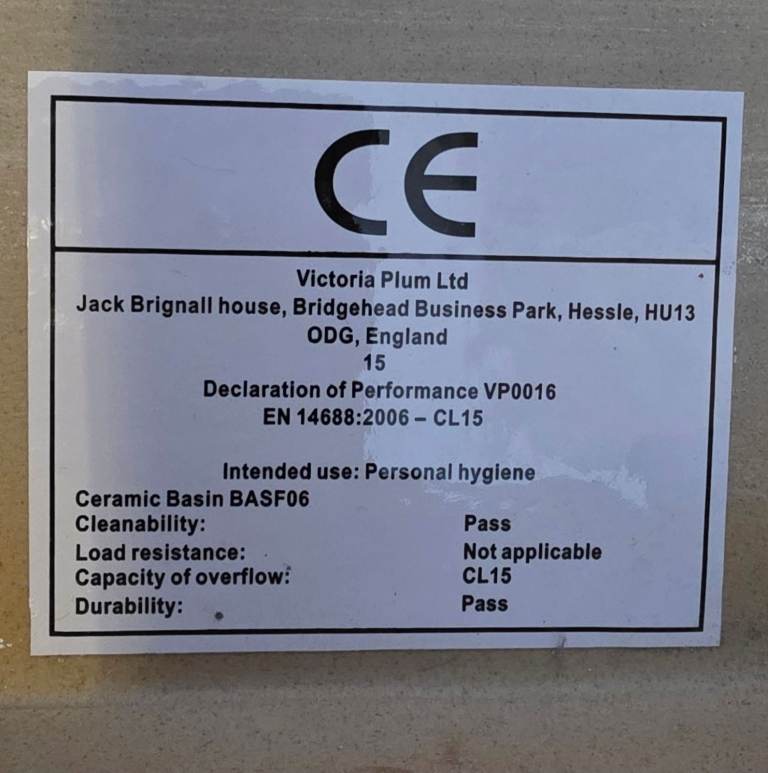 CE
Victoria Plum Ltd
Jack Brignall house, Bridgehead Business Park, Hessle, HU13
ODG, England
15
Declaration of Performance VP0016
EN 14688:2006 – CL15
Intended use: Personal hygiene
Ceramic Basin BASF06
Cleanability: Pass
Load resistance: Not applicable
Capacity of overflow: CL15
Durability: Pass